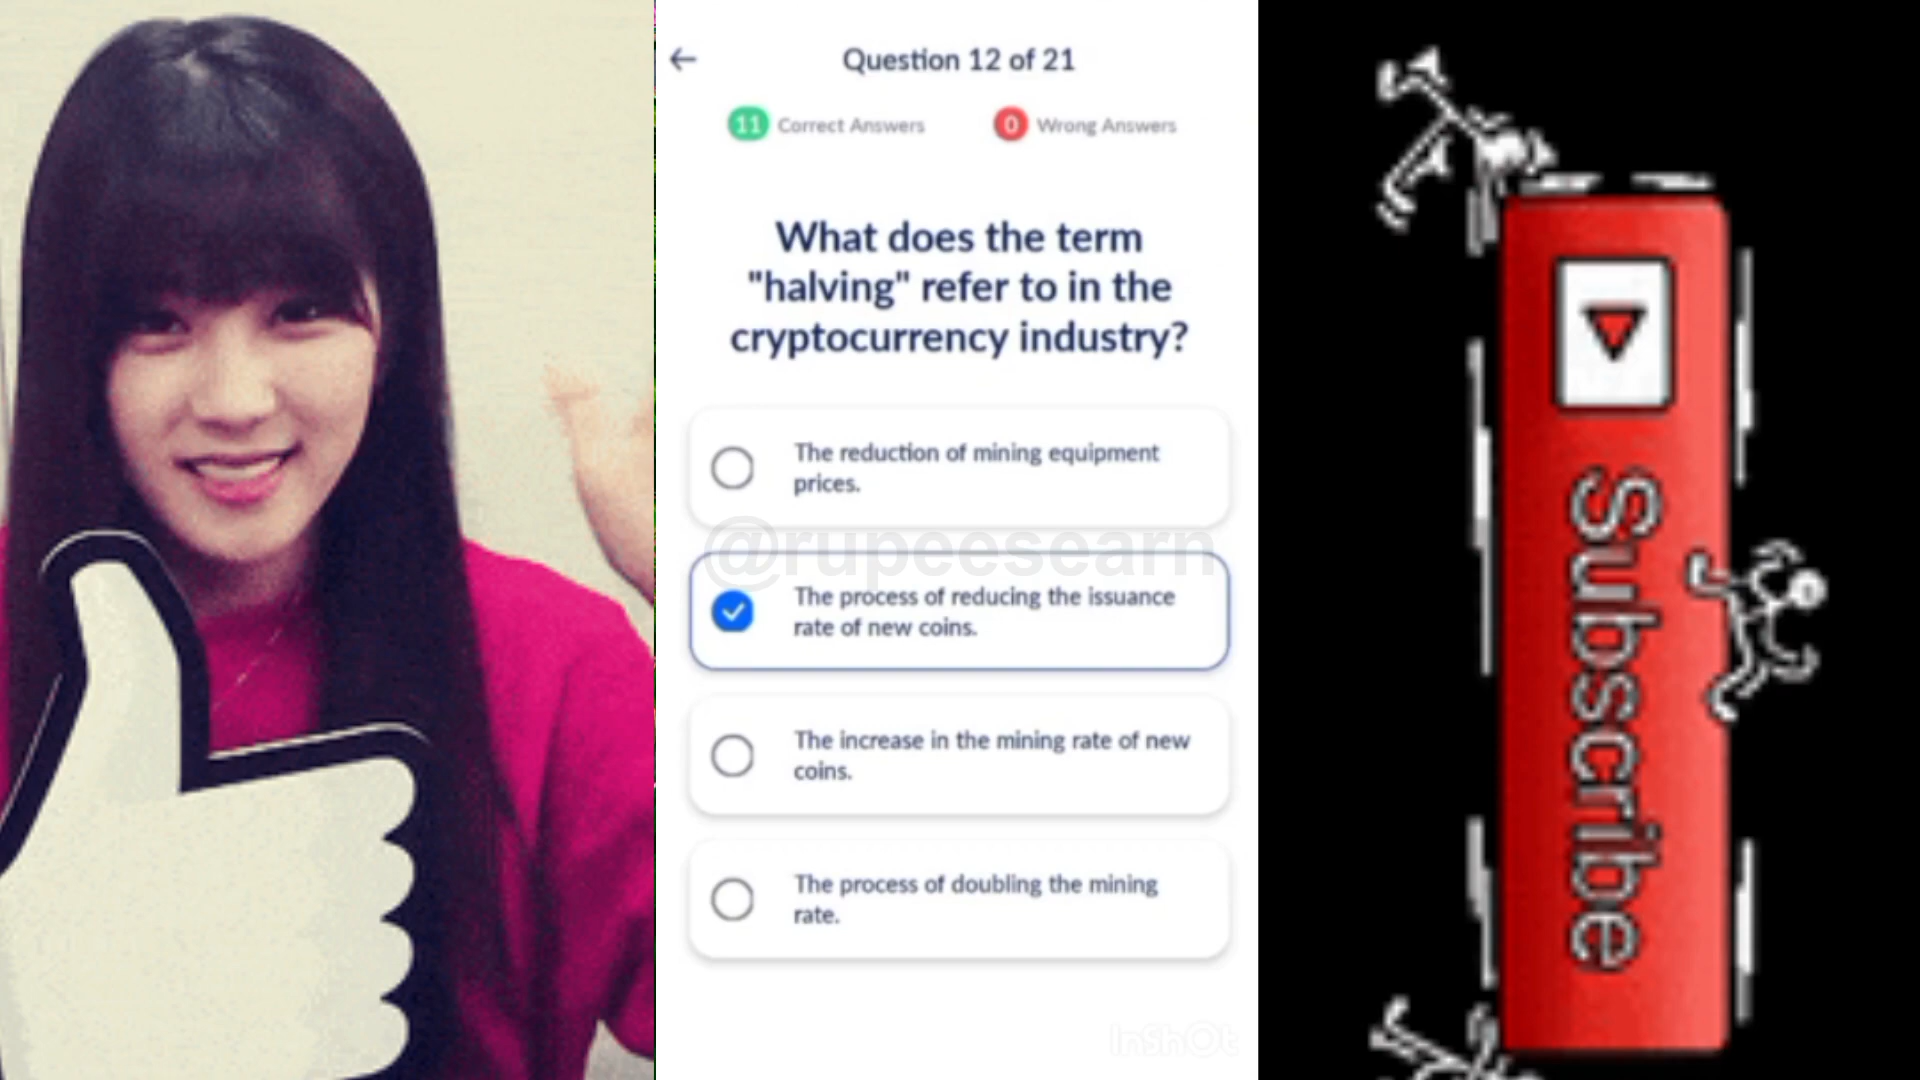 Question 12 of 21
11 Correct Answers
0 Wrong Answers
What does the term
"halving" refer to in the
cryptocurrency industry?
The reduction of mining equipment
prices.
@rupeesearn
The process of reducing the issuance
rate of new coins.
The increase in the mining rate of new
coins.
The process of doubling the mining
rate.
InShOt
Subscribe